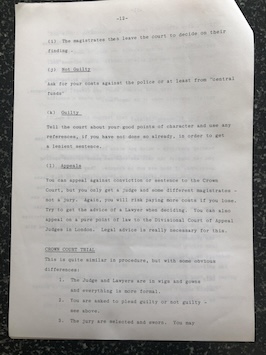 -12-
(i) The magistrates then leave the court to decide on their
finding.
(j) Not Guilty
Ask for your costs against the police or at least from "central
funds"
(k) Guilty
Tell the court about your good points of character and use any
references, if you have not done so already, in order to get
a lenient sentence.
(l) Appeals
You can appeal against conviction or sentence to the Crown
Court, but you only get a judge and some different magistrates -
not a jury. Again, you will risk paying more costs if you lose.
Try to get the advice of a Lawyer when deciding. You can also
appeal on a pure point of law to the Divisional Court of Appeal
Judges in London: Legal advice is really necessary for this.
CROWN COURT TRIAL
This is quite similar in procedure, but with some obvious
differences:
1. The Judge and Lawyers are in wigs and gowns
and everything is more formal.
2. You are asked to plead guilty or not guilty -
see above.
3. The jury are selected and sworn. You may